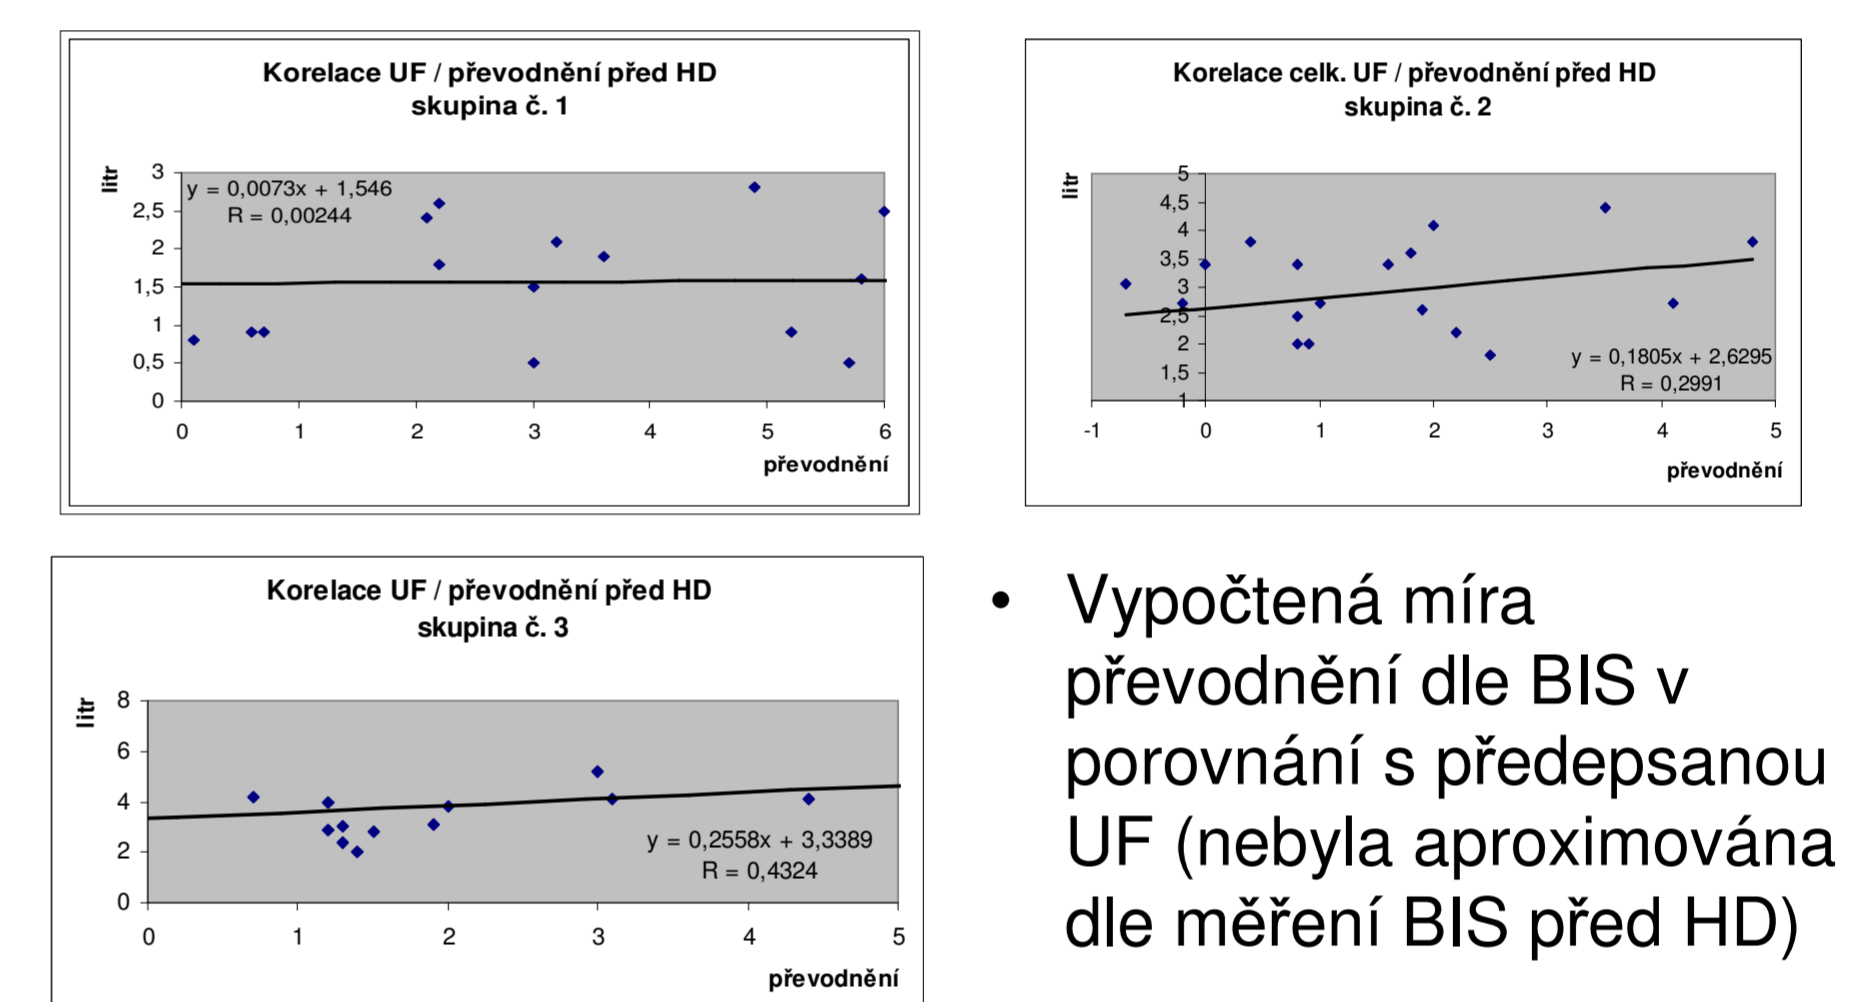 Korelace UF / převodnění před HD
skupina č. 1
litr
3
2,5
2
1,5
1
0,5
0
y = 0,0073x + 1,546
R = 0,00244
0 1 2 3 4 5 6
převodnění
Korelace celk. UF / převodnění před HD
skupina č. 2
litr
5
4,5
4
3,5
3
2,5
2
1,5
1
y = 0,1805x + 2,6295
R = 0,2991
-1 0 1 2 3 4 5
převodnění
Korelace UF / převodnění před HD
skupina č. 3
litr
8
6
4
2
0
y = 0,2558x + 3,3389
R = 0,4324
0 1 2 3 4 5
převodnění
• Vypočtená míra
převodnění dle BIS v
porovnání s předepsanou
UF (nebyla aproximována
dle měření BIS před HD)